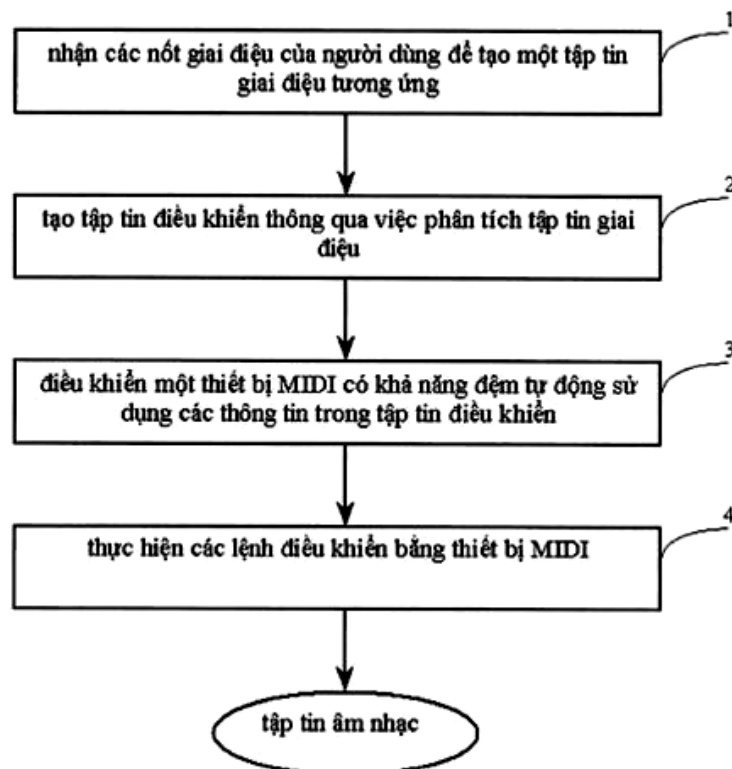 1
nhận các nốt giai điệu của người dùng để tạo một tập tin
giai điệu tương ứng
2
tạo tập tin điều khiển thông qua việc phân tích tập tin giai
điệu
3
điều khiển một thiết bị MIDI có khả năng đệm tự động sử
dụng các thông tin trong tập tin điều khiển
4
thực hiện các lệnh điều khiển bằng thiết bị MIDI
tập tin âm nhạc